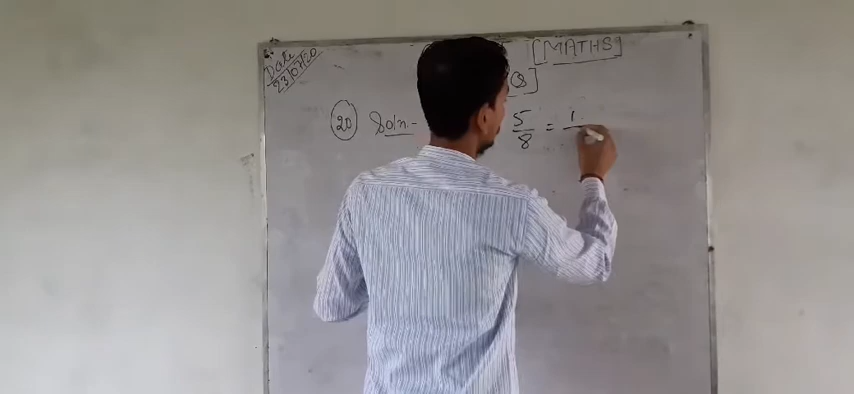 Date
23/07/20
[MATHS]
Q]
20 Soln.- 5/8 = 1